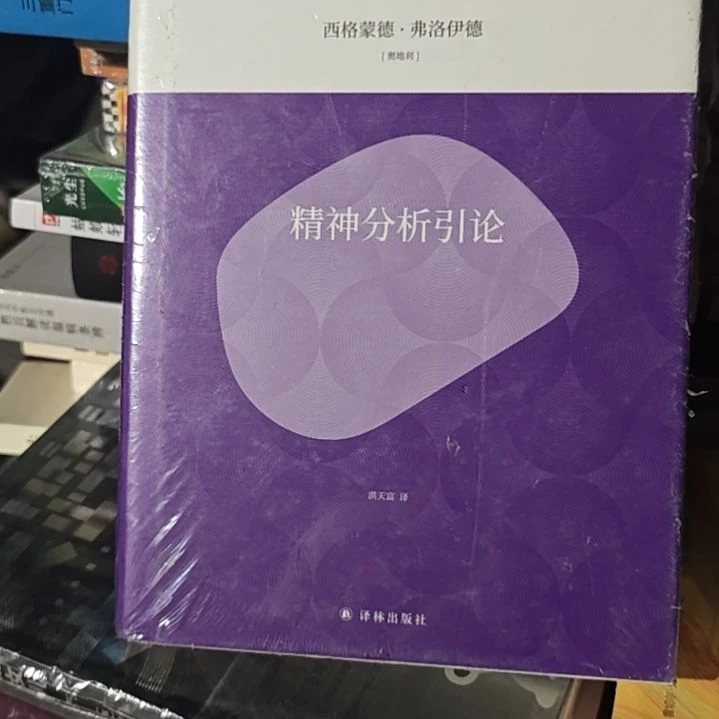 西格蒙德·弗洛伊德
[奥地利]
精神分析引论
洪天富 译
译林出版社